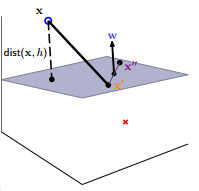 x
w
dist(x, h)
x″
x′